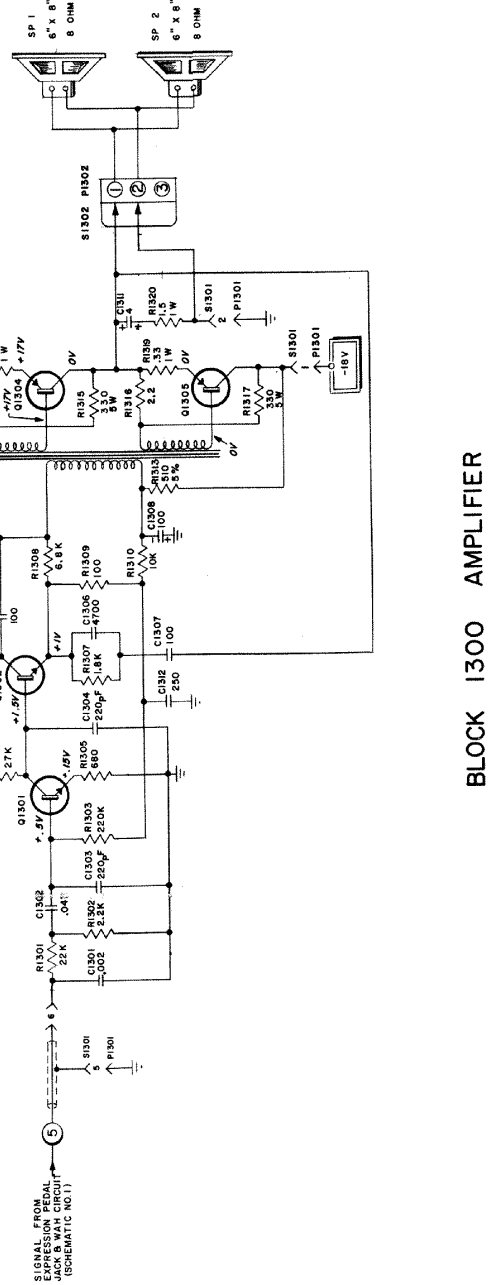 SIGNAL FROM
EXPRESSION PEDAL
JACK & WAH CIRCUIT
(SCHEMATIC NO. 1)
5
S1301
5
P1301
6
R1301
22K
C1301
.002
C1302
R1302
2.2K
C1303
220pF
R1303
220K
+.5V
Q1301
27K
+.15V
R1305
680
C1304
220pF
+1.5V
+1V
100
R1307
1.8K
C1306
4700
C1307
100
C1312
250
R1308
6.8K
R1309
100
R1310
10K
C1308
100
R1313
510
5%
+17V
Q1304
1W
+17V
0V
R1315
330
5W
R1316
2.2
R1319
.33
1W
Q1305
0V
0V
R1317
330
5W
C1311
4
R1320
1.5
1W
S1301
2
P1301
S1301
1
P1301
-18V
S1302 P1302
1
2
3
SP 1
6" X 8"
8 OHM
SP 2
6" X 8"
8 OHM
BLOCK 1300 AMPLIFIER